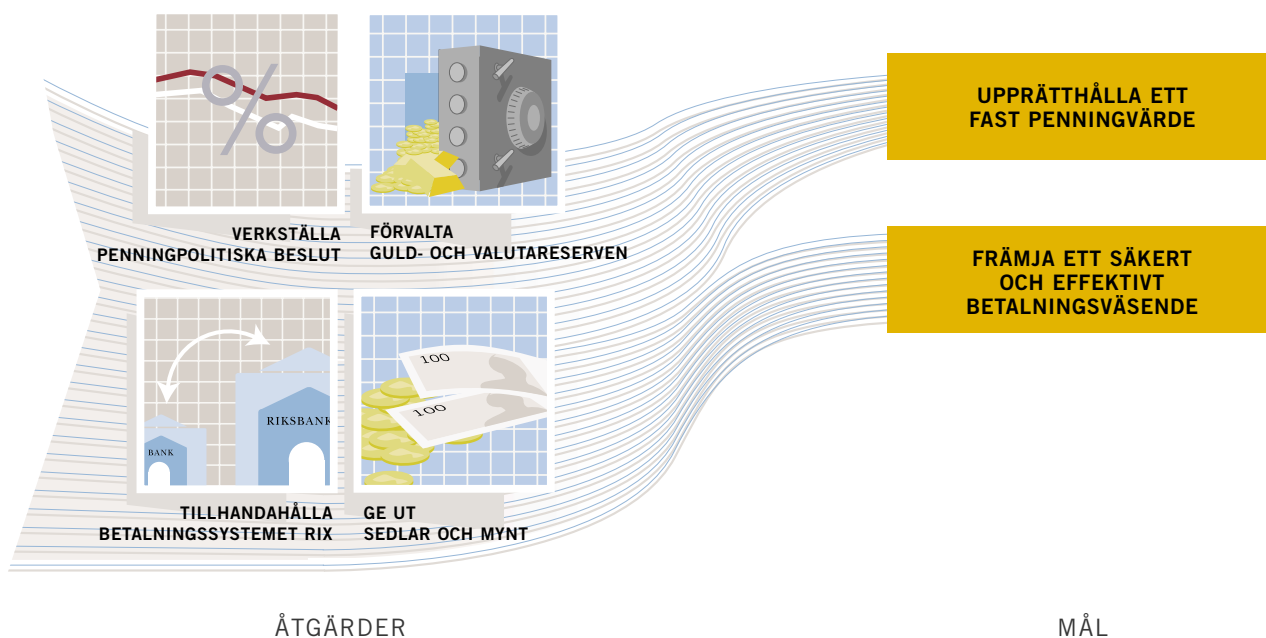 %
VERKSTÄLLA
PENNINGPOLITISKA BESLUT
FÖRVALTA
GULD- OCH VALUTARESERVEN
BANK
RIKSBANK
100
100
TILLHANDAHÅLLA
BETALNINGSSYSTEMET RIX
GE UT
SEDLAR OCH MYNT
UPPRÄTTHÅLLA ETT
FAST PENNINGVÄRDE
FRÄMJA ETT SÄKERT
OCH EFFEKTIVT
BETALNINGSVÄSENDE
ÅTGÄRDER
MÅL